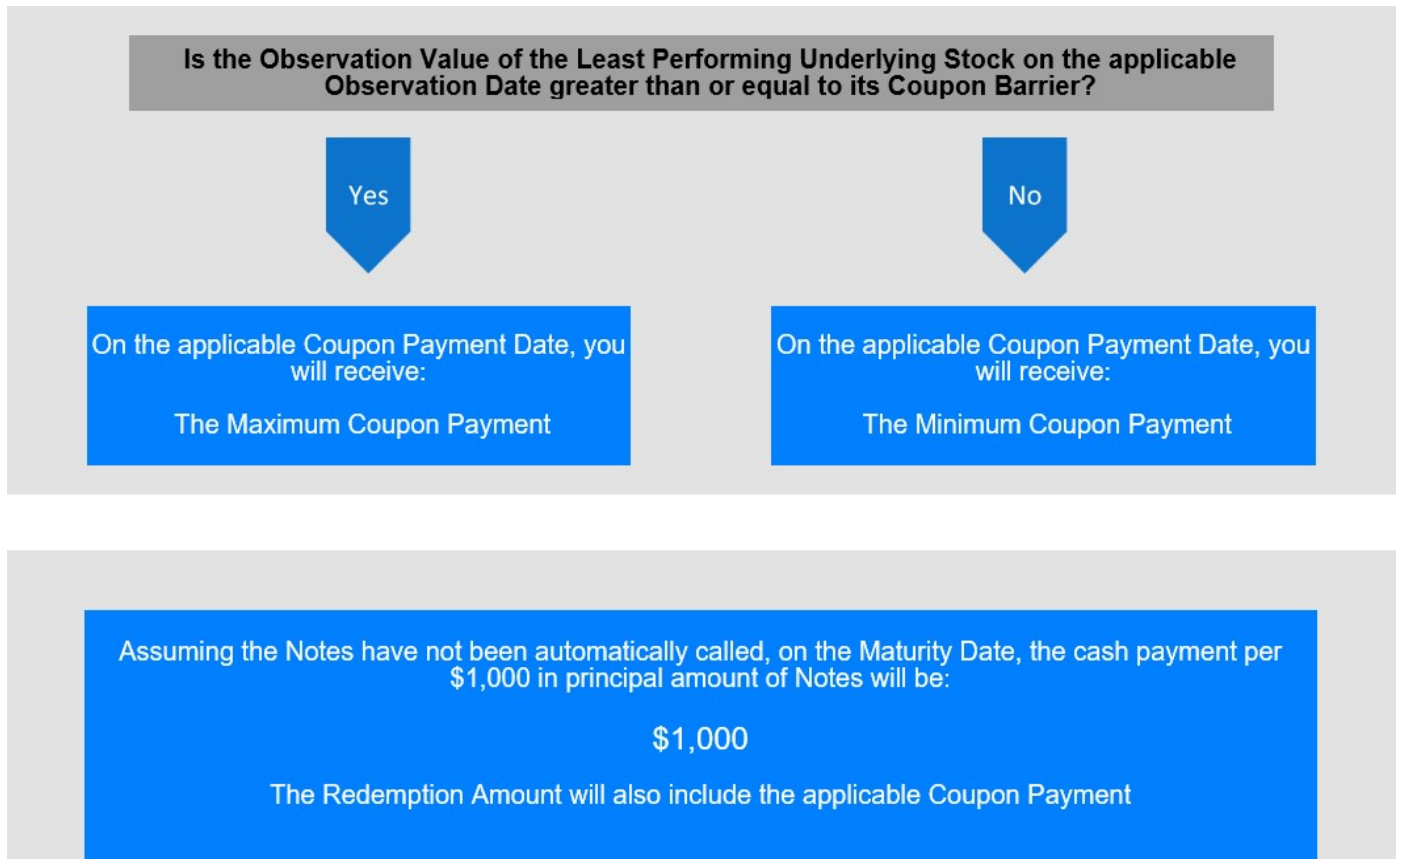 Is the Observation Value of the Least Performing Underlying Stock on the applicable
Observation Date greater than or equal to its Coupon Barrier?
Yes
No
On the applicable Coupon Payment Date, you
will receive:
The Maximum Coupon Payment
On the applicable Coupon Payment Date, you
will receive:
The Minimum Coupon Payment
Assuming the Notes have not been automatically called, on the Maturity Date, the cash payment per
$1,000 in principal amount of Notes will be:
$1,000
The Redemption Amount will also include the applicable Coupon Payment